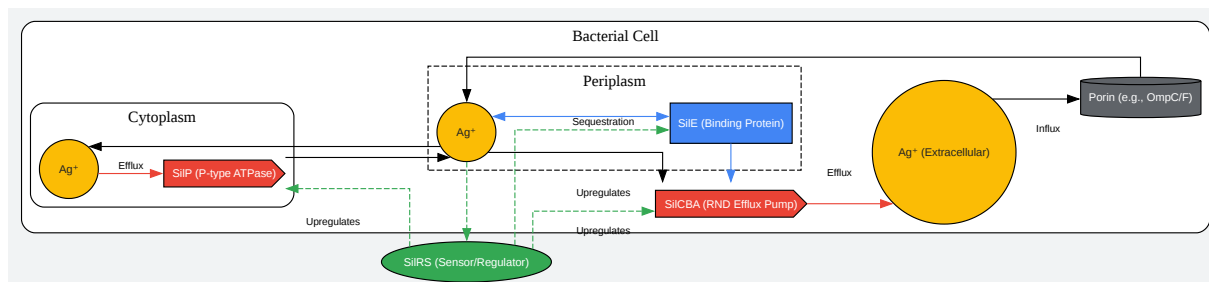 Bacterial Cell
Periplasm
Cytoplasm
Porin (e.g., OmpC/F)
Sequestration
SilE (Binding Protein)
Ag⁺
Influx
Ag⁺ (Extracellular)
Efflux
Ag⁺
SilP (P-type ATPase)
Efflux
Upregulates
SilCBA (RND Efflux Pump)
Upregulates
Upregulates
SilRS (Sensor/Regulator)